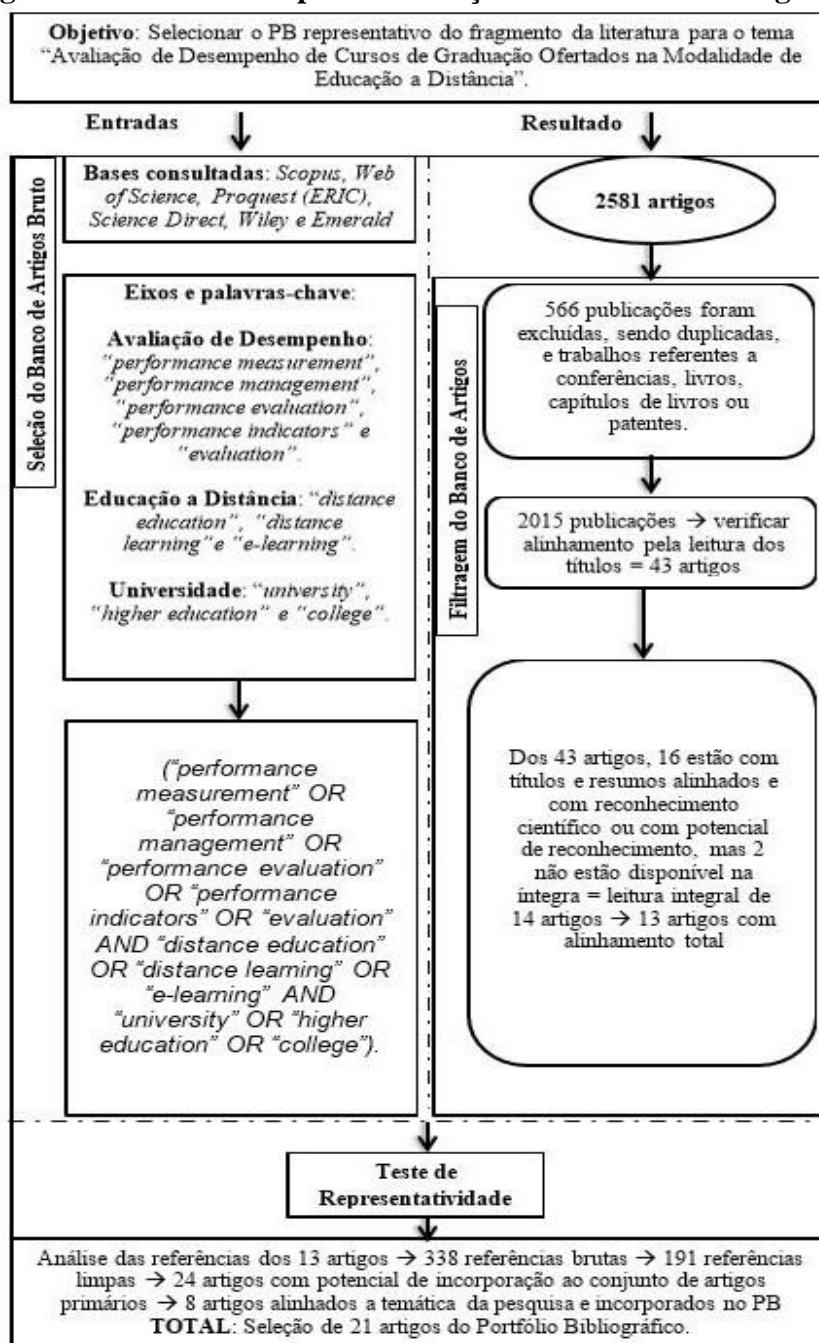 Objetivo: Selecionar o PB representativo do fragmento da literatura para o tema
“Avaliação de Desempenho de Cursos de Graduação Ofertados na Modalidade de
Educação a Distância”.
Entradas
Resultado
Seleção do Banco de Artigos Bruto
Bases consultadas: Scopus, Web
of Science, Proquest (ERIC),
Science Direct, Wiley e Emerald
Eixos e palavras-chave:
Avaliação de Desempenho:
“performance measurement”,
“performance management”,
“performance evaluation”,
“performance indicators” e
“evaluation”.
Educação a Distância: “distance
education”, “distance
learning”e “e-learning”.
Universidade: “university”,
“higher education” e “college”.
(“performance
measurement” OR
“performance
management” OR
“performance evaluation”
OR “performance
indicators” OR “evaluation”
AND “distance education”
OR “distance learning” OR
“e-learning” AND
“university” OR “higher
education” OR “college”).
2581 artigos
Filtragem do Banco de Artigos
566 publicações foram
excluídas, sendo duplicadas,
e trabalhos referentes a
conferências, livros,
capítulos de livros ou
patentes.
2015 publicações → verificar
alinhamento pela leitura dos
títulos = 43 artigos
Dos 43 artigos, 16 estão com
títulos e resumos alinhados e
com reconhecimento
científico ou com potencial
de reconhecimento, mas 2
não estão disponível na
íntegra = leitura integral de
14 artigos → 13 artigos com
alinhamento total
Teste de
Representatividade
Análise das referências dos 13 artigos → 338 referências brutas → 191 referências
limpas → 24 artigos com potencial de incorporação ao conjunto de artigos
primários → 8 artigos alinhados a temática da pesquisa e incorporados no PB
TOTAL: Seleção de 21 artigos do Portfólio Bibliográfico.